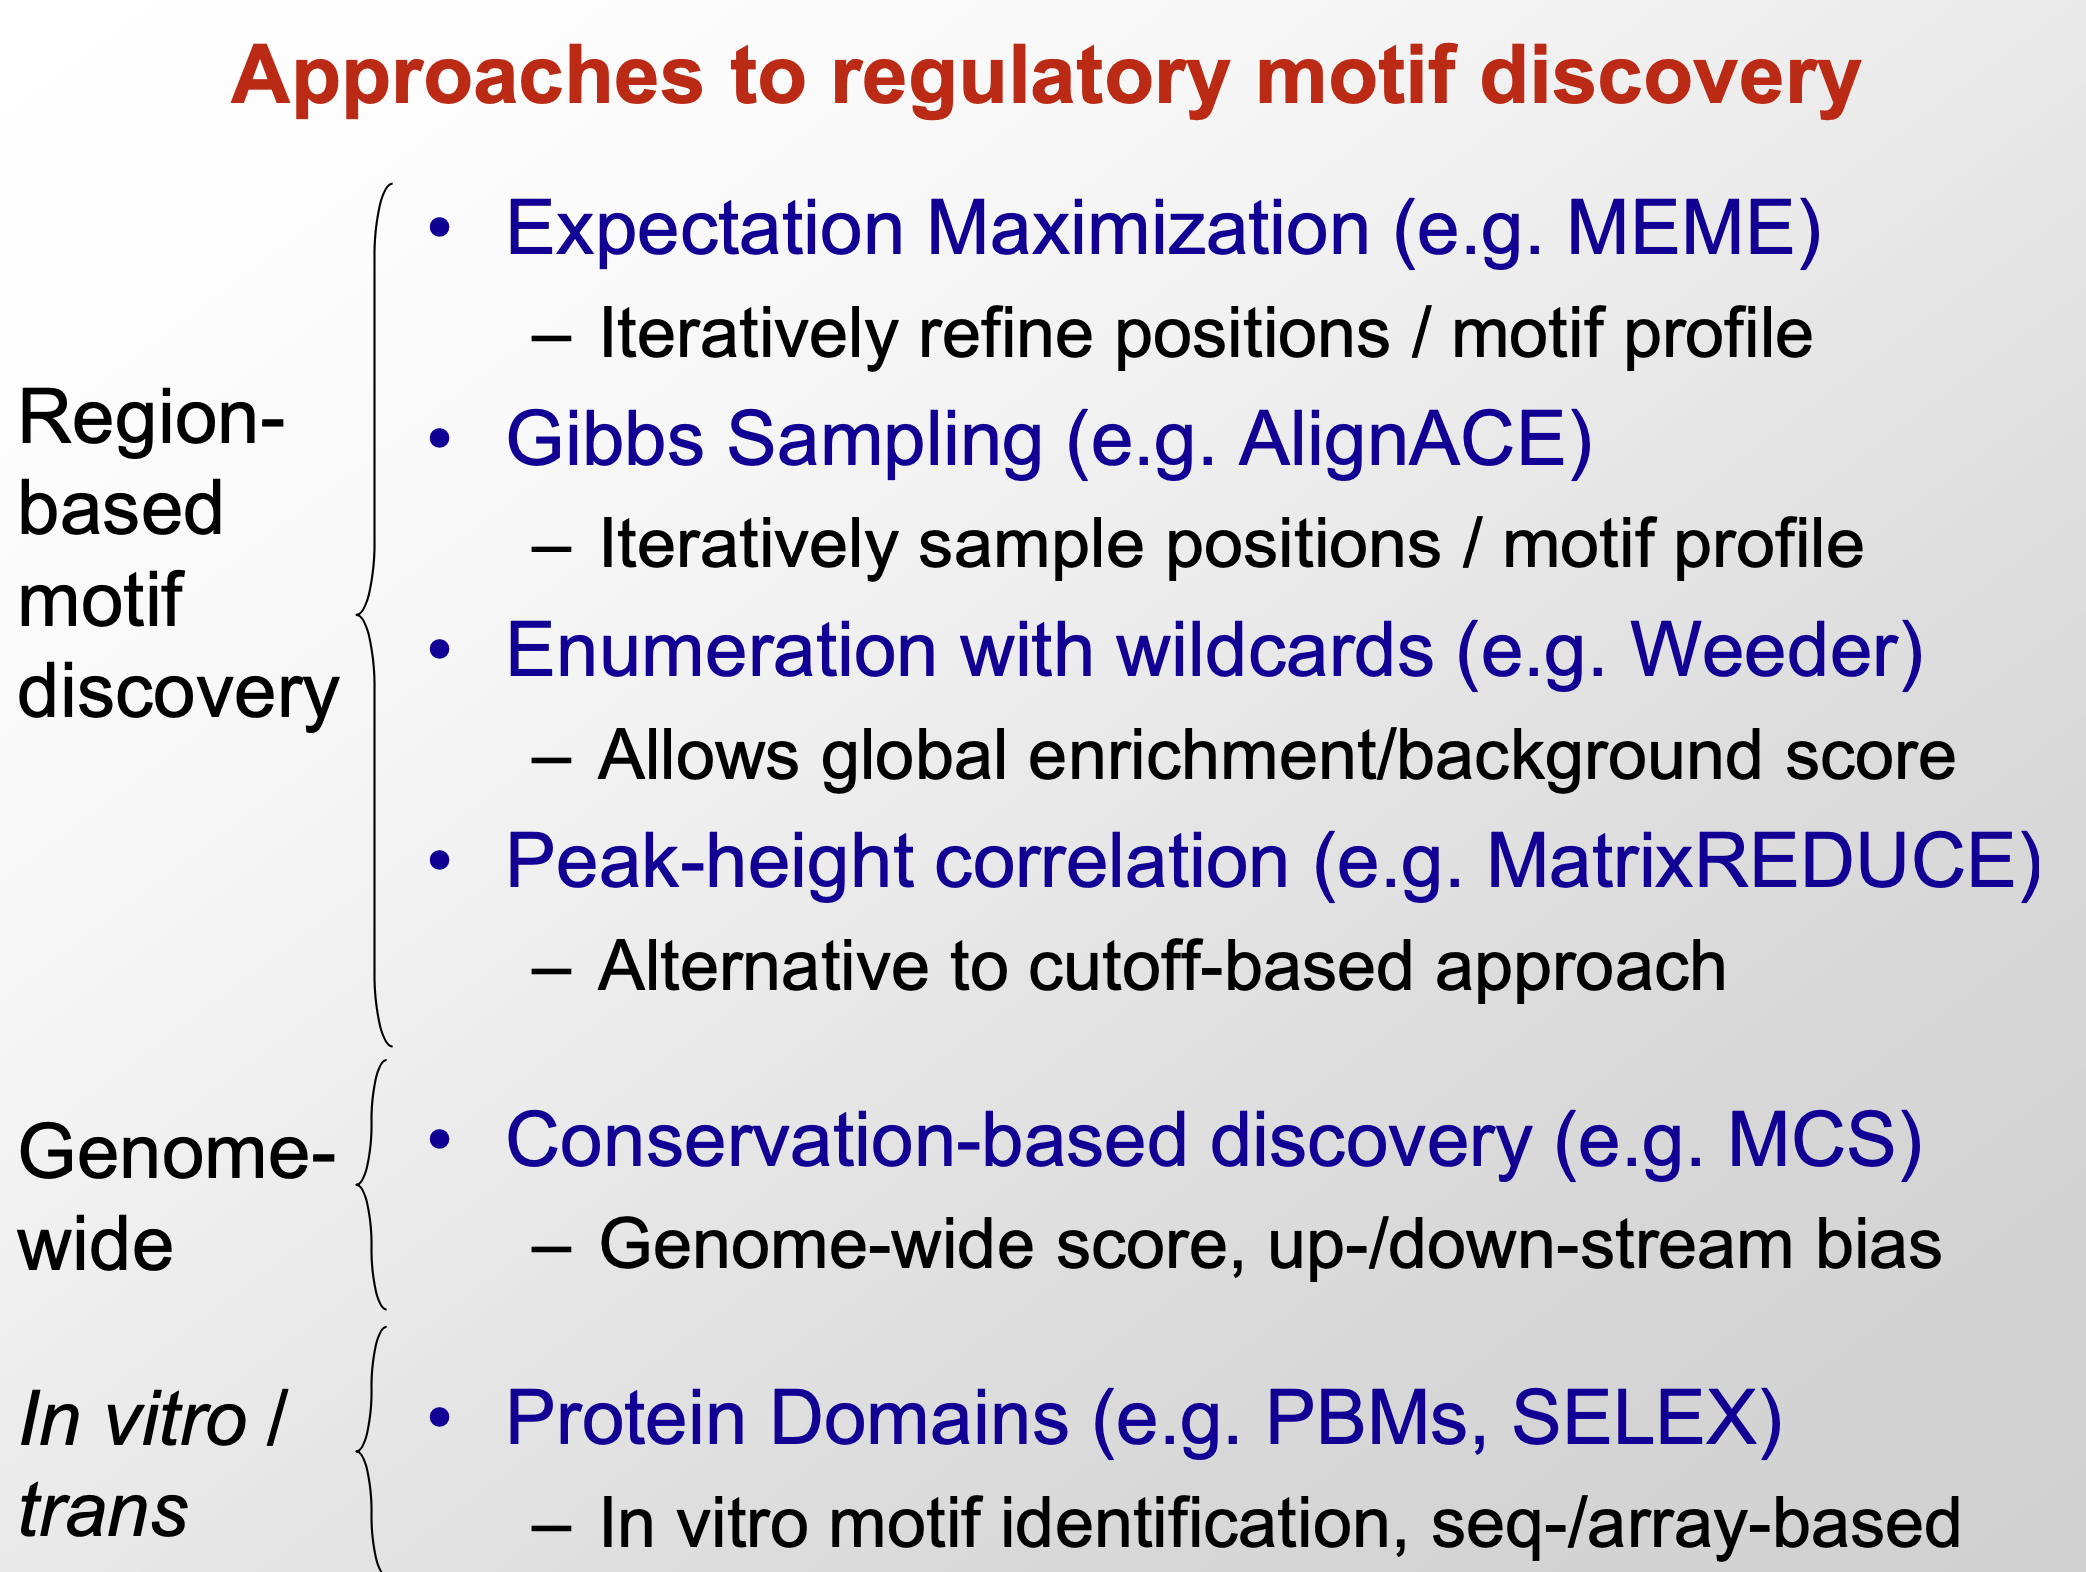 Approaches to regulatory motif discovery
Region-
based
motif
discovery
• Expectation Maximization (e.g. MEME)
– Iteratively refine positions / motif profile
• Gibbs Sampling (e.g. AlignACE)
– Iteratively sample positions / motif profile
• Enumeration with wildcards (e.g. Weeder)
– Allows global enrichment/background score
• Peak-height correlation (e.g. MatrixREDUCE)
– Alternative to cutoff-based approach
Genome-
wide
• Conservation-based discovery (e.g. MCS)
– Genome-wide score, up-/down-stream bias
In vitro /
trans
• Protein Domains (e.g. PBMs, SELEX)
– In vitro motif identification, seq-/array-based